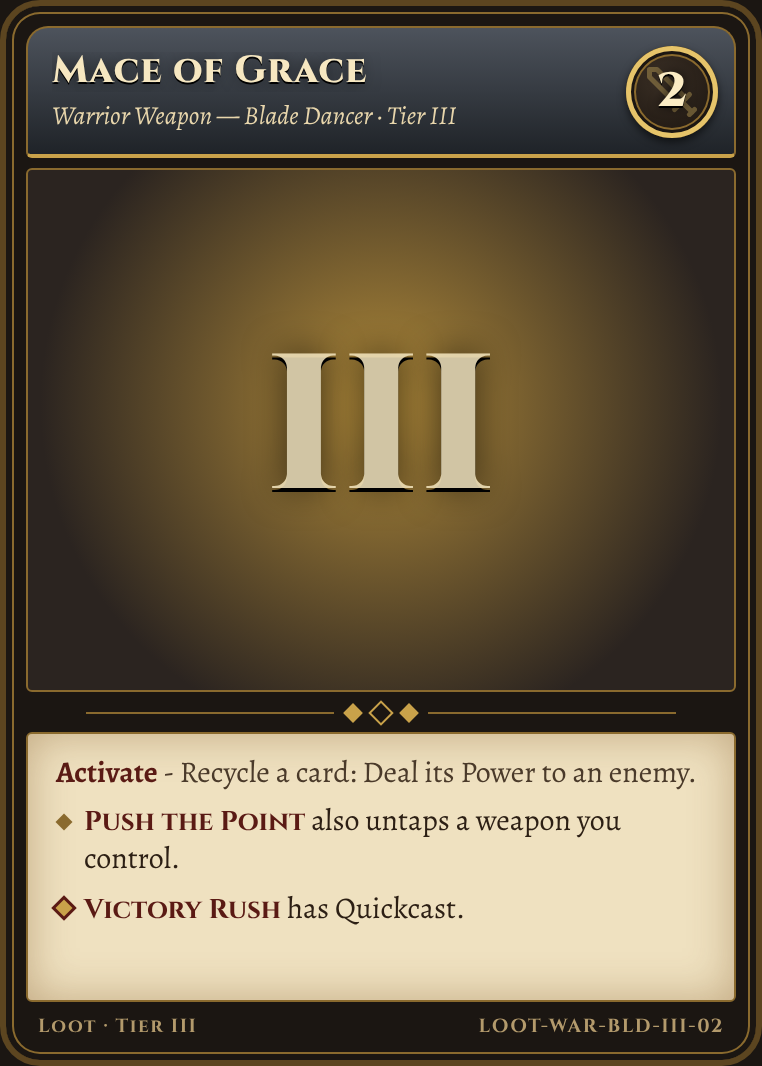 Mace of Grace
2
Warrior Weapon — Blade Dancer · Tier III
III
Activate - Recycle a card: Deal its Power to an enemy.
Push the Point also untaps a weapon you
control.
Victory Rush has Quickcast.
Loot · Tier III
LOOT-WAR-BLD-III-02